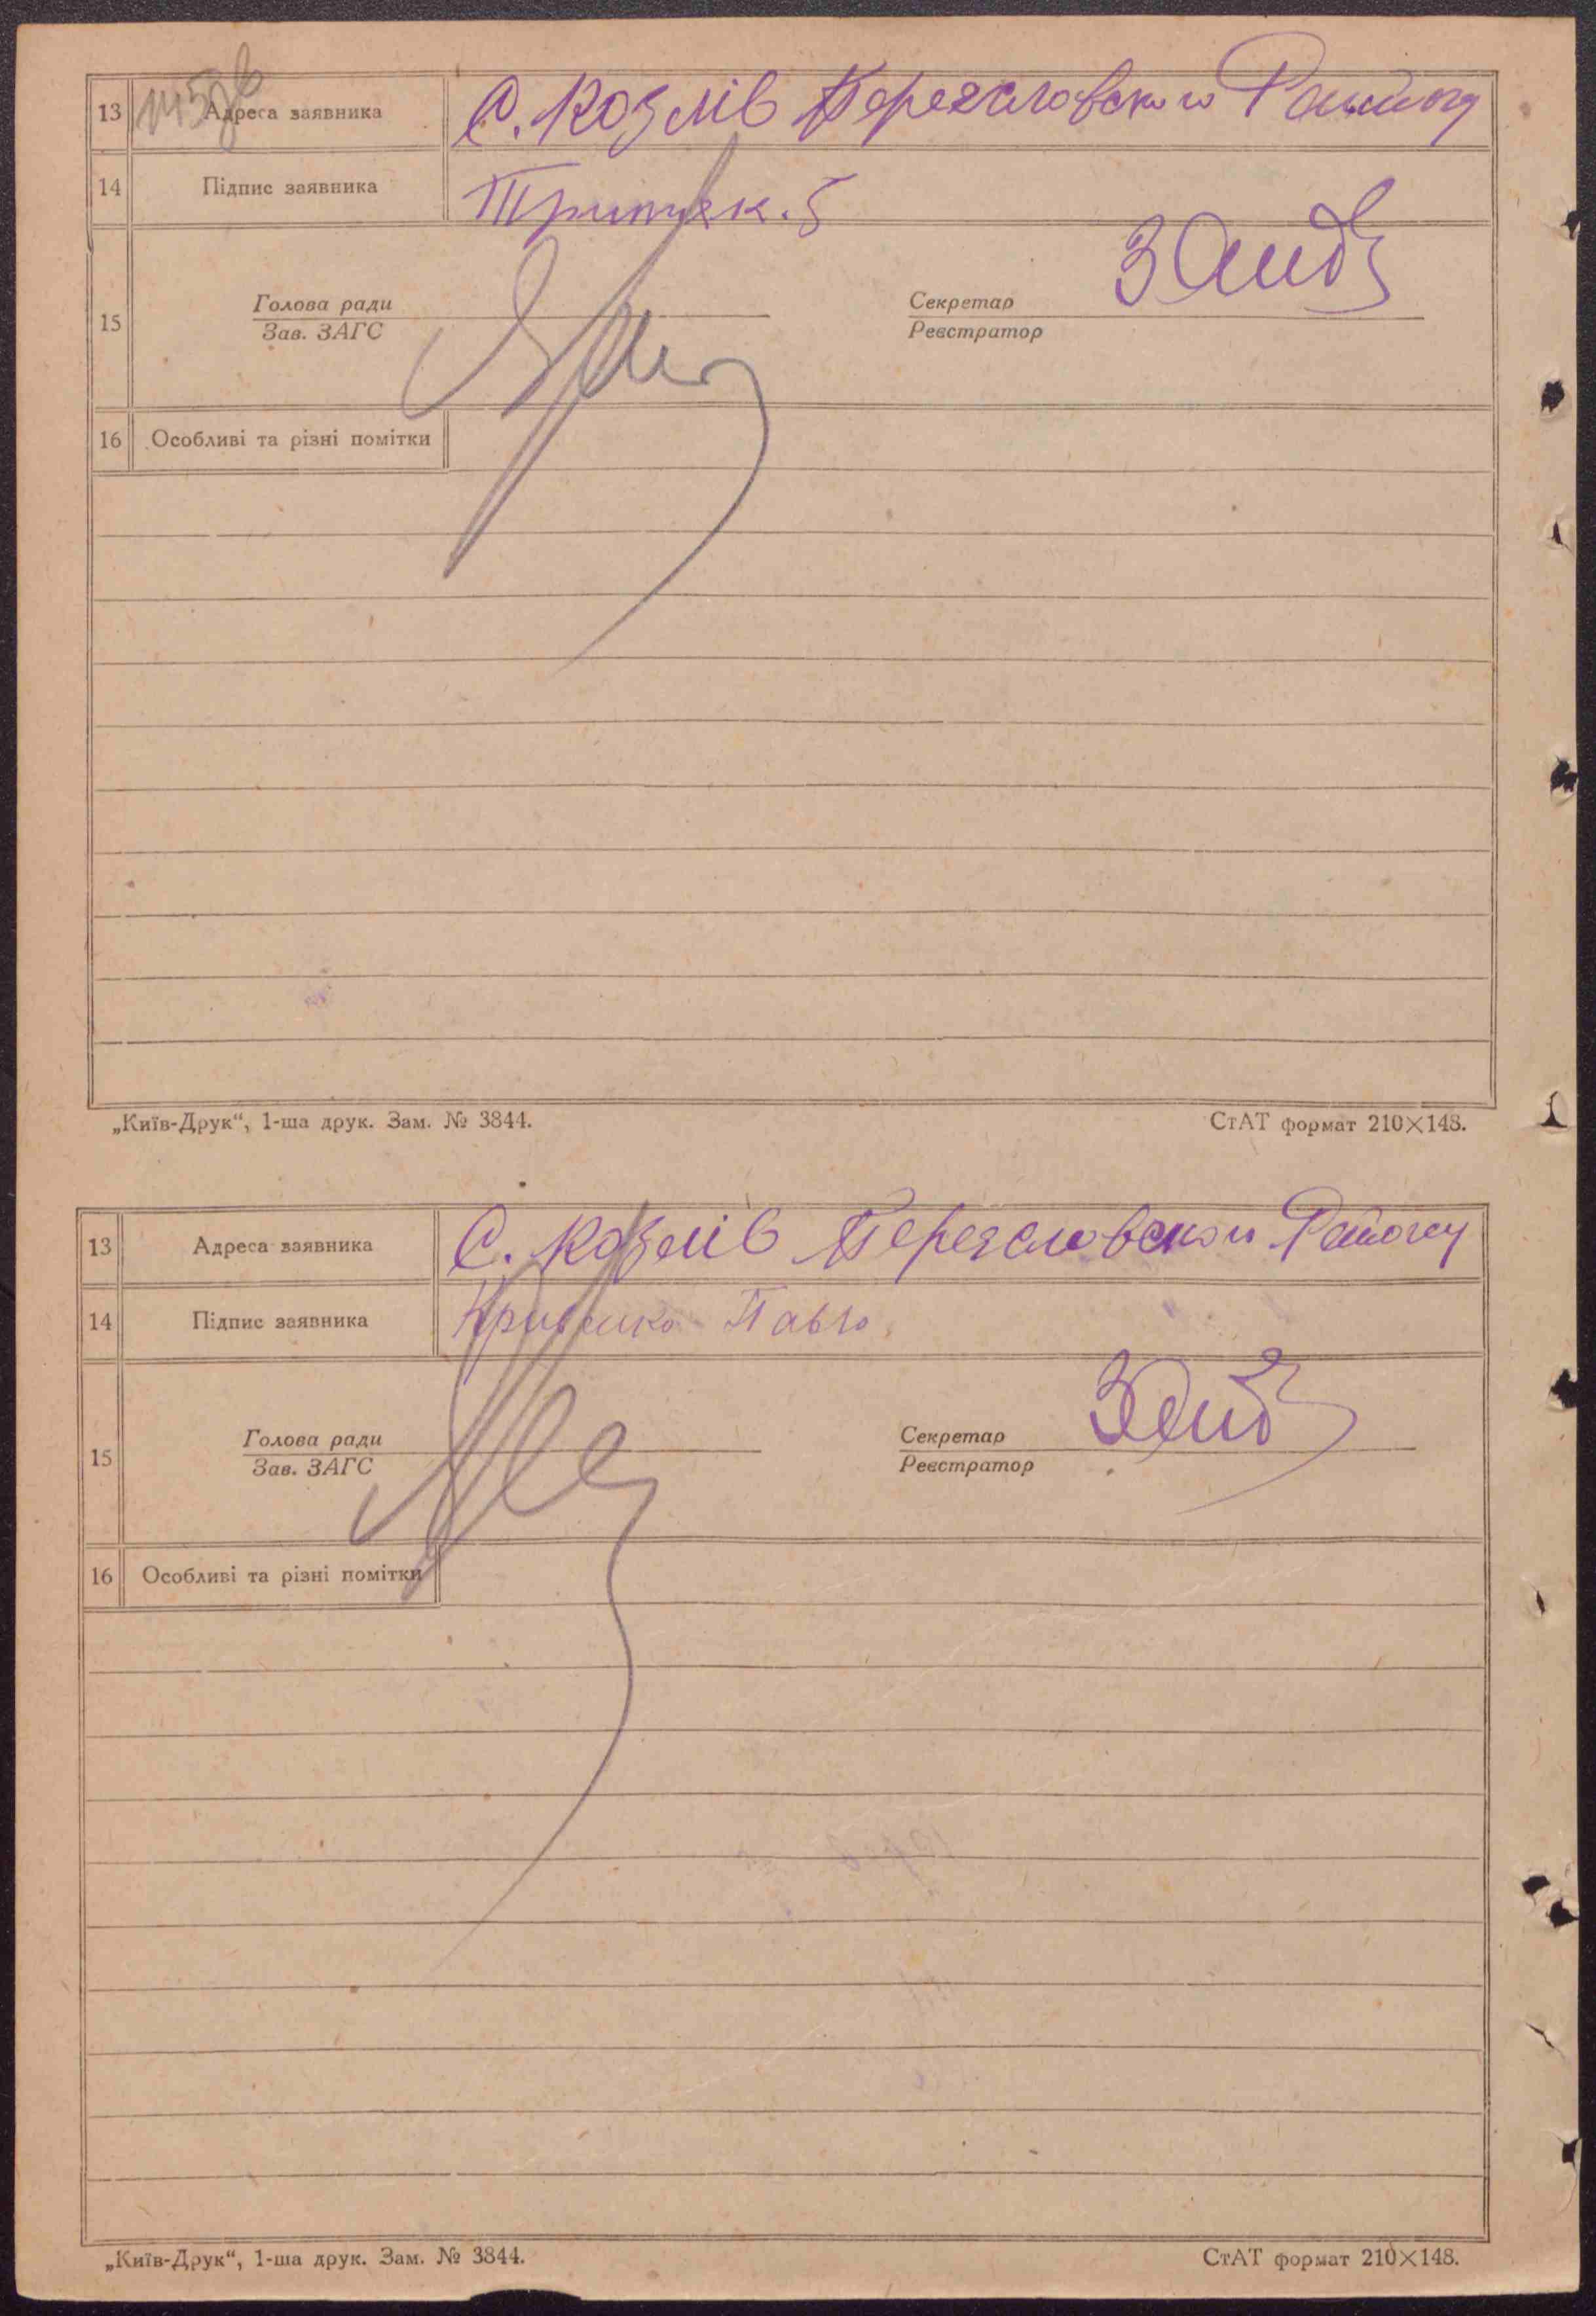 13 Адреса заявника С. Козлів Переяславского Району
14 Підпис заявника
15 Голова ради Секретар
Зав. ЗАГС Реєстратор
16 Особливі та різні помітки
„Київ-Друк“, 1-ша друк. Зам. № 3844. СтАТ формат 210×148.
13 Адреса заявника С. Козлів Переяславского Району
14 Підпис заявника Кривенко Павло
15 Голова ради Секретар
Зав. ЗАГС Реєстратор
16 Особливі та різні помітки
„Київ-Друк“, 1-ша друк. Зам. № 3844. СтАТ формат 210×148.